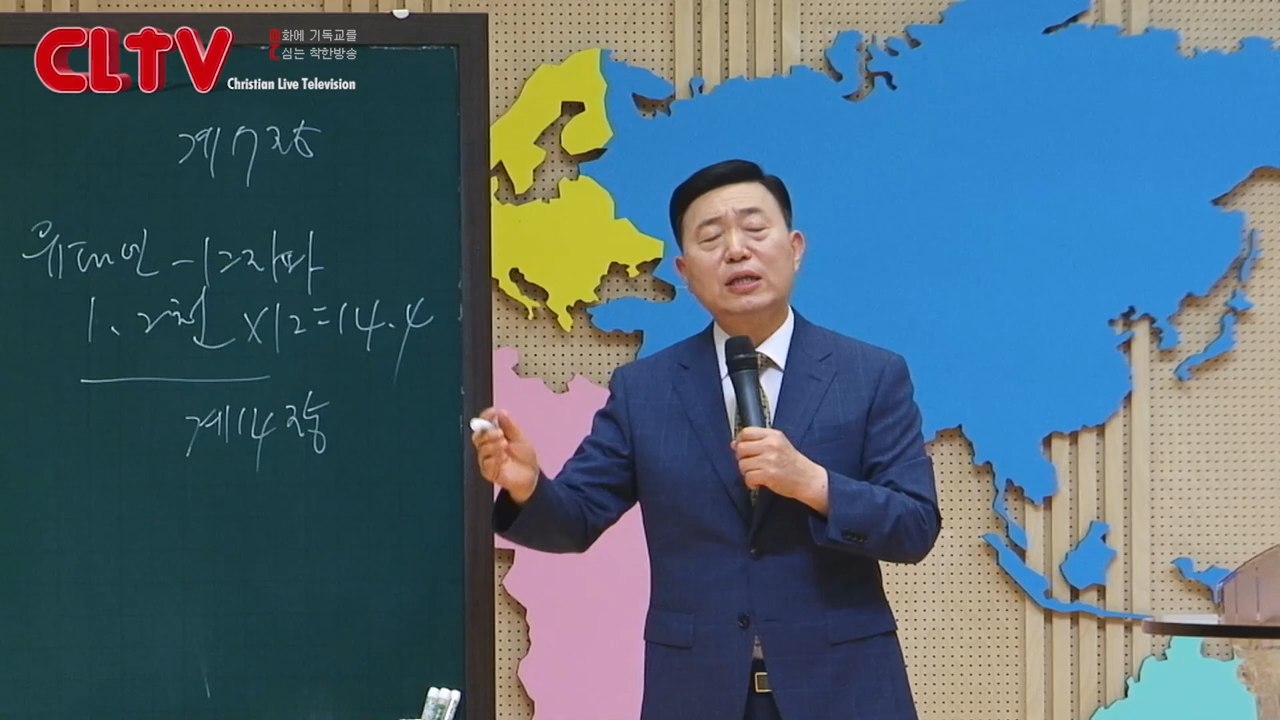 CLTV
문화에 기독교를
심는 착한방송
Christian Live Television
계7장
유대인 - 12지파
1.2천 x12=14.4
계14장